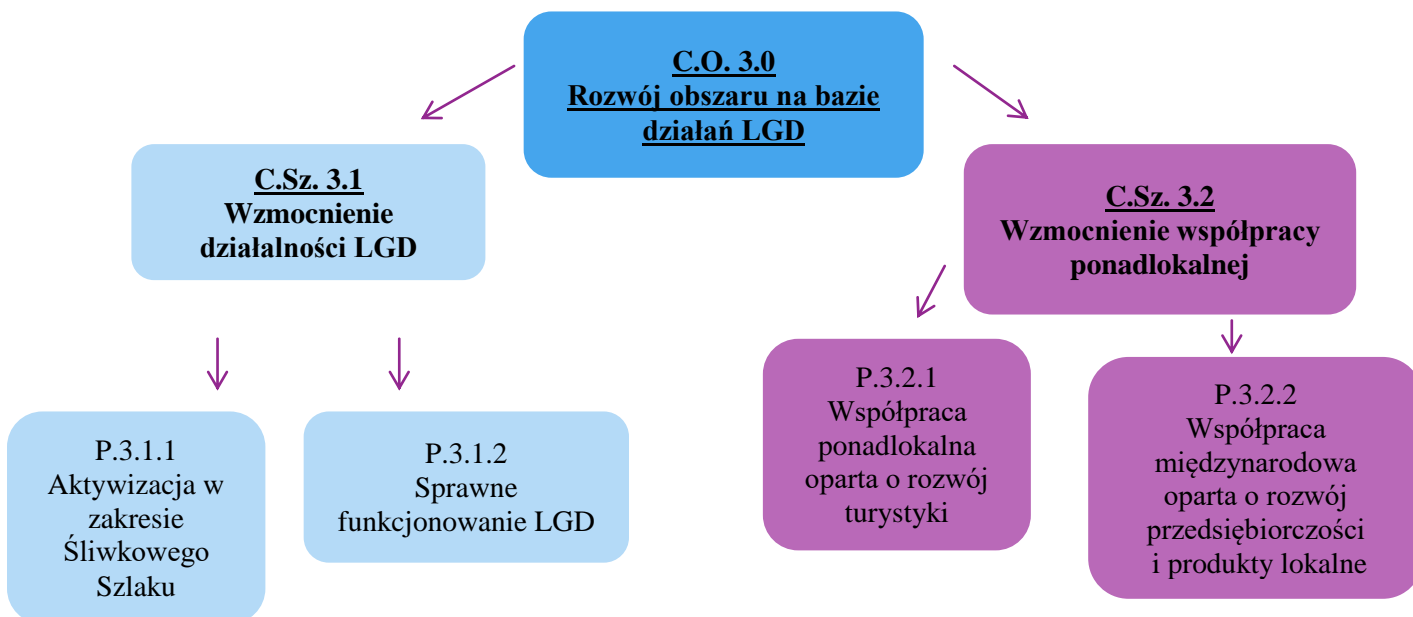 C.O. 3.0
Rozwój obszaru na bazie
działań LGD
C.Sz. 3.1
Wzmocnienie
działalności LGD
C.Sz. 3.2
Wzmocnienie współpracy
ponadlokalnej
P.3.1.1
Aktywizacja w
zakresie
Śliwkowego
Szlaku
P.3.1.2
Sprawne
funkcjonowanie LGD
P.3.2.1
Współpraca
ponadlokalna
oparta o rozwój
turystyki
P.3.2.2
Współpraca
międzynarodowa
oparta o rozwój
przedsiębiorczości
i produkty lokalne